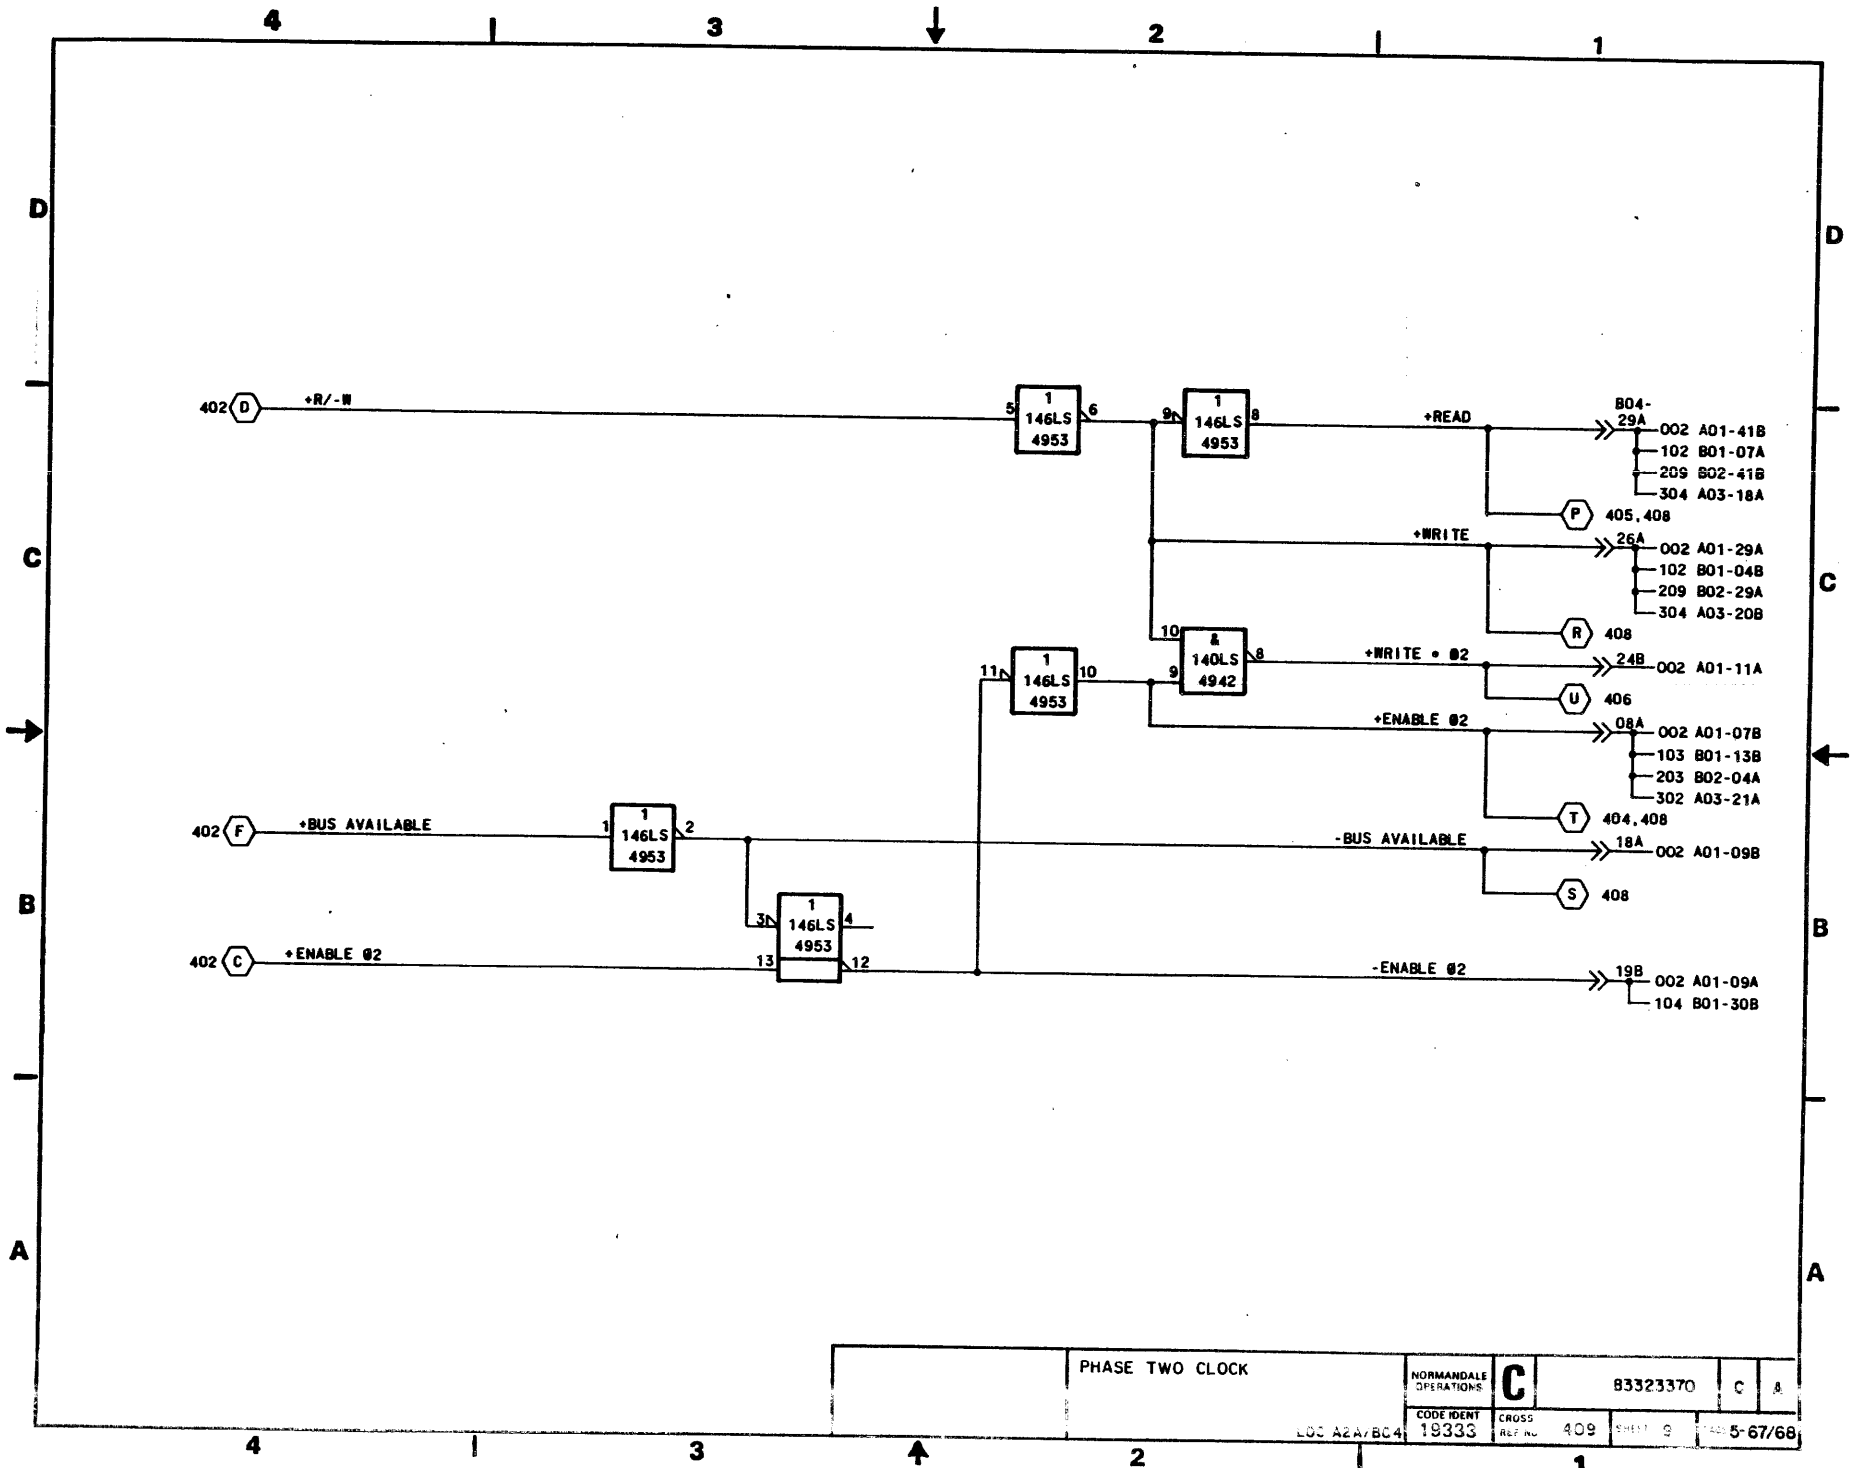 4 3 2 1
D D
402 D +R/-W
5 1 146LS 4953 6
9 1 146LS 4953 8
+READ
B04-
29A 002 A01-41B
102 B01-07A
209 B02-41B
304 A03-18A
P 405,408
+WRITE
26A 002 A01-29A
102 B01-04B
209 B02-29A
304 A03-20B
C C
R 408
10 9 & 140LS 4942 8
+WRITE • Ø2
24B 002 A01-11A
U 406
11 1 146LS 4953 10
+ENABLE Ø2
08A 002 A01-07B
103 B01-13B
203 B02-04A
302 A03-21A
T 404,408
402 F +BUS AVAILABLE
1 1 146LS 4953 2
-BUS AVAILABLE
18A 002 A01-09B
S 408
B B
3 1 146LS 4953 4
402 C +ENABLE Ø2
13 12
-ENABLE Ø2
19B 002 A01-09A
104 B01-30B
A A
PHASE TWO CLOCK
NORMANDALE
OPERATIONS
C
83323370 C A
CODE IDENT
19333
CROSS
REF NO 409
SHEET 9
5-67/68
4 3 2 1